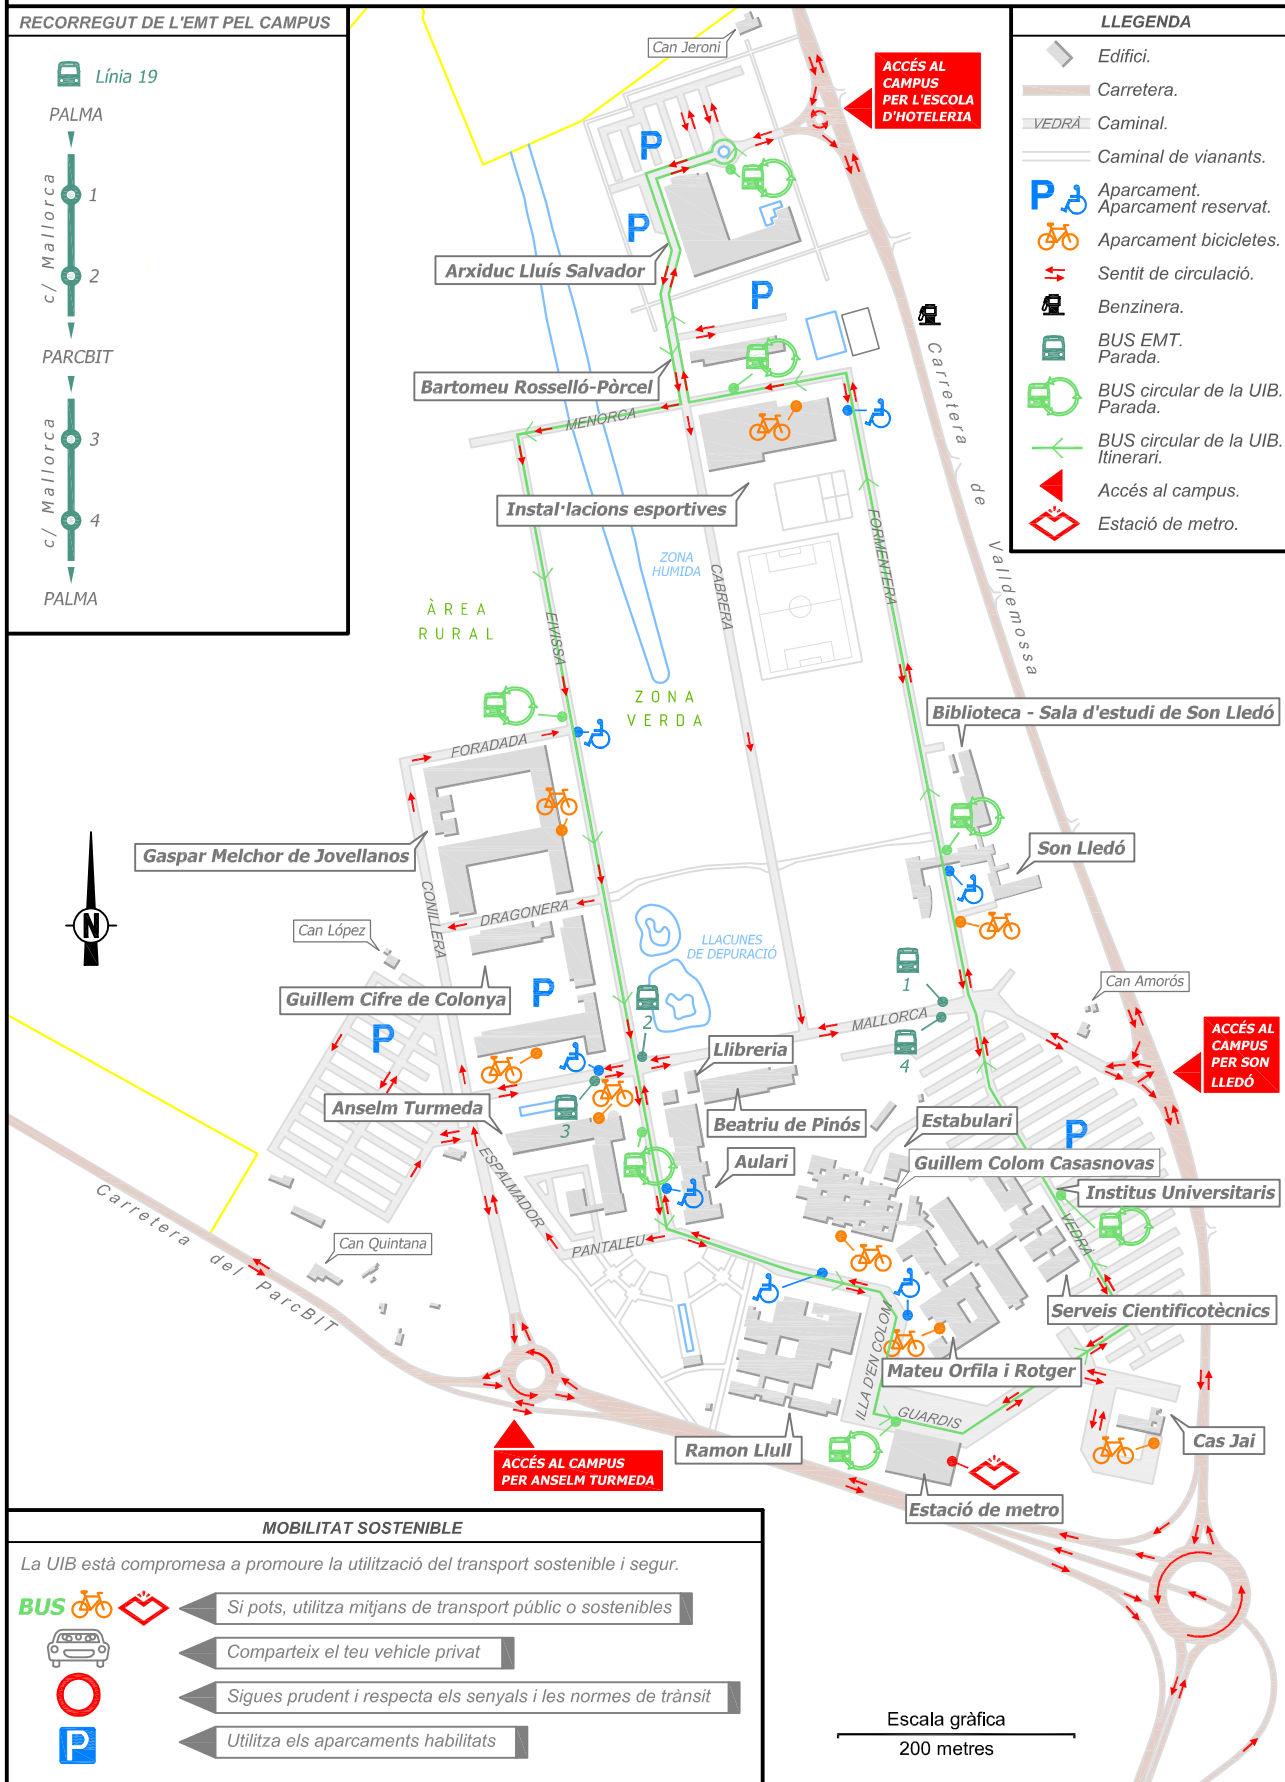 RECORREGUT DE L'EMT PEL CAMPUS
Línia 19
PALMA
c/ Mallorca
1
2
PARCBIT
c/ Mallorca
3
4
PALMA
LLEGENDA
Edifici.
Carretera.
VEDRÀ
Caminal.
Caminal de vianants.
P
Aparcament.
Aparcament reservat.
Aparcament bicicletes.
Sentit de circulació.
Benzinera.
BUS EMT.
Parada.
BUS circular de la UIB.
Parada.
BUS circular de la UIB.
Itinerari.
Accés al campus.
Estació de metro.
Can Jeroni
ACCÉS AL
CAMPUS
PER L'ESCOLA
D'HOTELERIA
P
P
Arxiduc Lluís Salvador
P
Bartomeu Rosselló-Pòrcel
MENORCA
Carretera de Valldemossa
Instal·lacions esportives
FORMENTERA
ZONA
HUMIDA
CABRERA
ÀREA
RURAL
EIVISSA
ZONA
VERDA
Biblioteca - Sala d'estudi de Son Lledó
FORADADA
Gaspar Melchor de Jovellanos
Son Lledó
CONILLERA
DRAGONERA
N
Can López
LLACUNES
DE DEPURACIÓ
Guillem Cifre de Colonya
P
P
1
2
MALLORCA
4
Can Amorós
ACCÉS AL
CAMPUS
PER SON
LLEDÓ
Llibreria
Anselm Turmeda
3
Beatriu de Pinós
Estabulari
P
Aulari
Guillem Colom Casasnovas
Institus Universitaris
ESPALMADOR
VEDRÀ
PANTALEU
Can Quintana
Carretera del ParcBIT
Serveis Cientificotècnics
ILLA D'EN COLOM
Mateu Orfila i Rotger
GUARDIS
Ramon Llull
Cas Jai
ACCÉS AL CAMPUS
PER ANSELM TURMEDA
Estació de metro
MOBILITAT SOSTENIBLE
La UIB està compromesa a promoure la utilització del transport sostenible i segur.
BUS
Si pots, utilitza mitjans de transport públic o sostenibles
Comparteix el teu vehicle privat
Sigues prudent i respecta els senyals i les normes de trànsit
P
Utilitza els aparcaments habilitats
Escala gràfica
200 metres